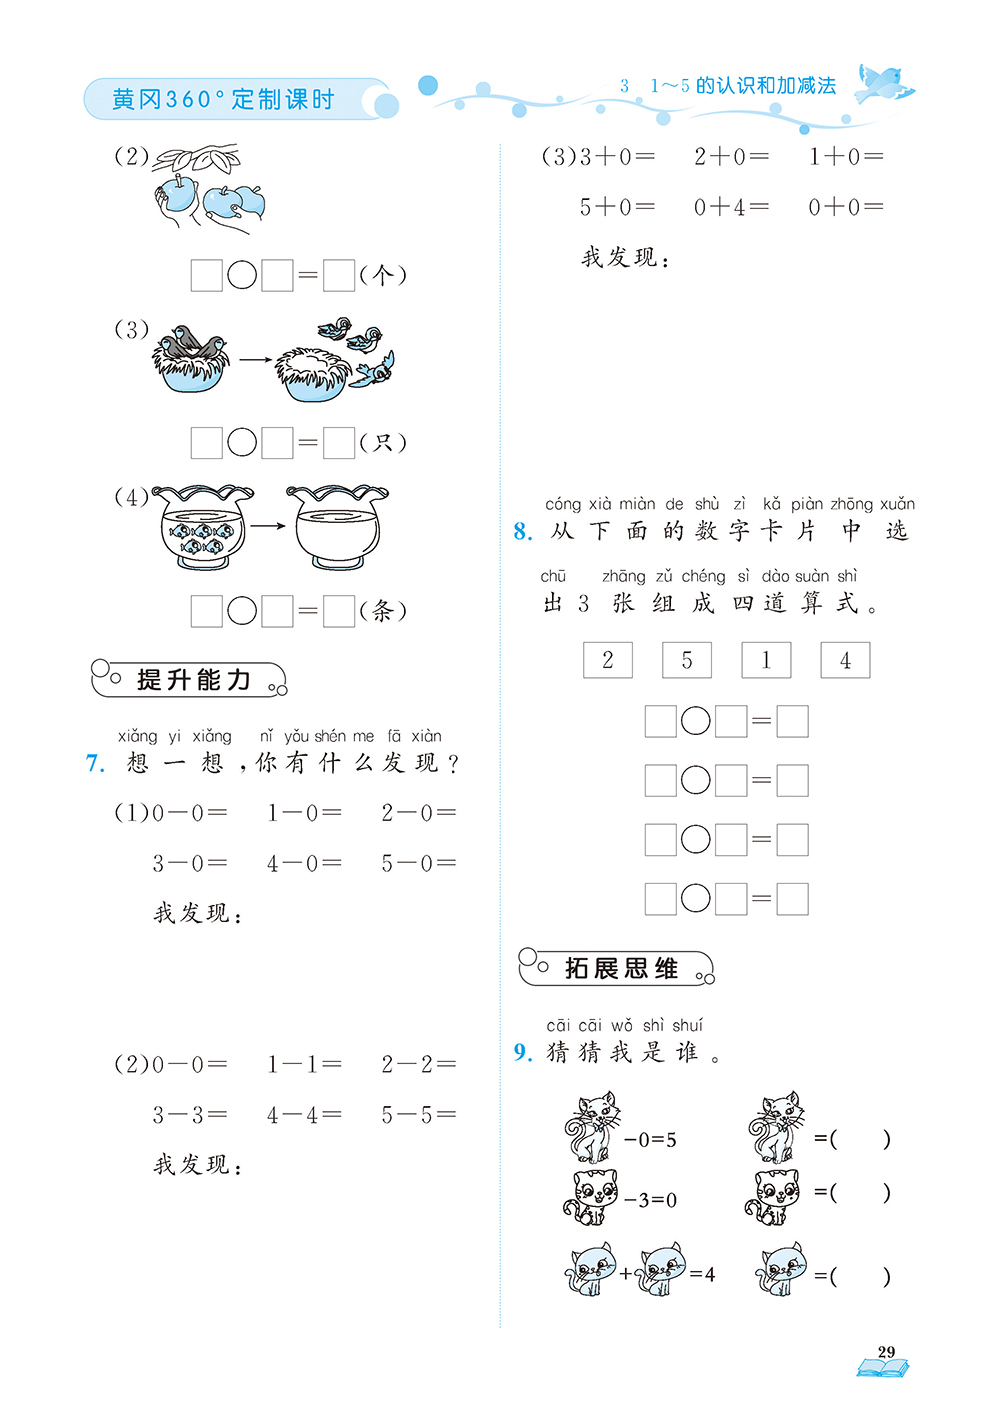 黄冈360°定制课时
3 1～5的认识和加减法
(2)
□○□=□(个)
(3)
□○□=□(只)
(4)
□○□=□(条)
提升能力
xiǎng yi xiǎng nǐ yǒu shén me fā xiàn
7. 想一想,你有什么发现?
(1)0－0＝ 1－0＝ 2－0＝
3－0＝ 4－0＝ 5－0＝
我发现:
(2)0－0＝ 1－1＝ 2－2＝
3－3＝ 4－4＝ 5－5＝
我发现:
(3)3＋0＝ 2＋0＝ 1＋0＝
5＋0＝ 0＋4＝ 0＋0＝
我发现:
cóng xià miàn de shù zì kǎ piàn zhōng xuǎn
8. 从下面的数字卡片中选
chū zhāng zǔ chéng sì dào suàn shì
出3张组成四道算式。
2 5 1 4
□○□=□
□○□=□
□○□=□
□○□=□
拓展思维
cāi cāi wǒ shì shuí
9. 猜猜我是谁。
－0＝5 ＝( )
－3＝0 ＝( )
＋ ＝4 ＝( )
29